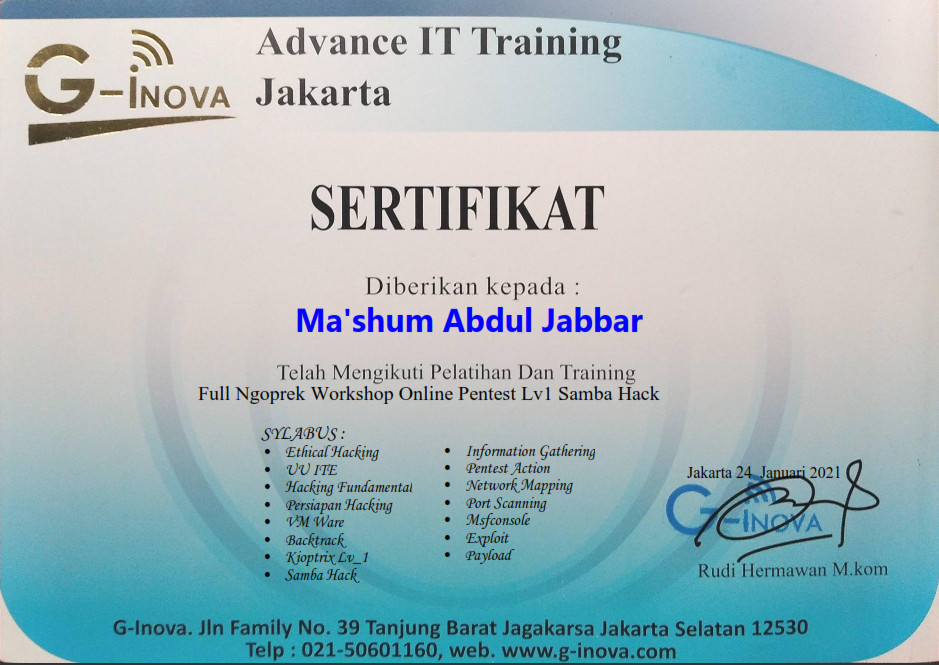 G-INOVA
Advance IT Training
Jakarta
SERTIFIKAT
Diberikan kepada :
Ma'shum Abdul Jabbar
Telah Mengikuti Pelatihan Dan Training
Full Ngoprek Workshop Online Pentest Lv1 Samba Hack
SYLABUS :
• Ethical Hacking
• UU ITE
• Hacking Fundamental
• Persiapan Hacking
• VM Ware
• Backtrack
• Kioptrix Lv_1
• Samba Hack
• Information Gathering
• Pentest Action
• Network Mapping
• Port Scanning
• Msfconsole
• Exploit
• Payload
Jakarta 24 Januari 2021
G-INOVA
Rudi Hermawan M.kom
G-Inova. Jln Family No. 39 Tanjung Barat Jagakarsa Jakarta Selatan 12530
Telp : 021-50601160, web. www.g-inova.com